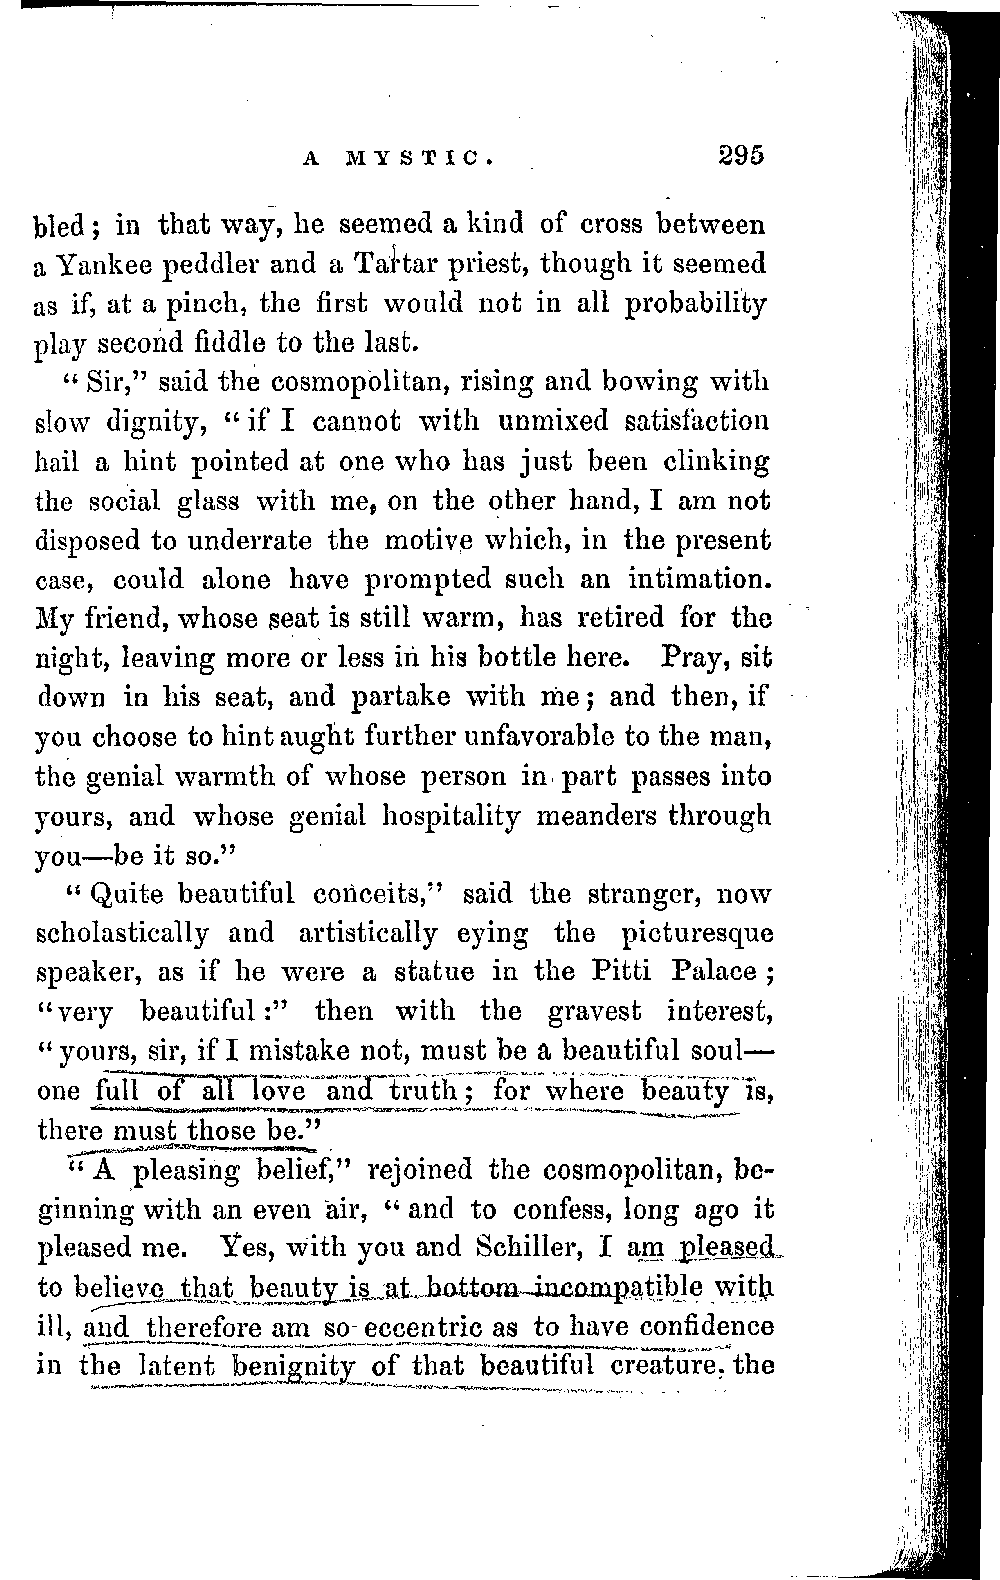 A MYSTIC. 295
bled; in that way, he seemed a kind of cross between
a Yankee peddler and a Tartar priest, though it seemed
as if, at a pinch, the first would not in all probability
play second fiddle to the last.
“Sir,” said the cosmopolitan, rising and bowing with
slow dignity, “if I cannot with unmixed satisfaction
hail a hint pointed at one who has just been clinking
the social glass with me, on the other hand, I am not
disposed to underrate the motive which, in the present
case, could alone have prompted such an intimation.
My friend, whose seat is still warm, has retired for the
night, leaving more or less in his bottle here. Pray, sit
down in his seat, and partake with me; and then, if
you choose to hint aught further unfavorable to the man,
the genial warmth of whose person in part passes into
yours, and whose genial hospitality meanders through
you—be it so.”
“Quite beautiful conceits,” said the stranger, now
scholastically and artistically eying the picturesque
speaker, as if he were a statue in the Pitti Palace;
“very beautiful:” then with the gravest interest,
“yours, sir, if I mistake not, must be a beautiful soul—
one full of all love and truth; for where beauty is,
there must those be.”
“A pleasing belief,” rejoined the cosmopolitan, be-
ginning with an even air, “and to confess, long ago it
pleased me. Yes, with you and Schiller, I am pleased
to believe that beauty is at bottom incompatible with
ill, and therefore am so eccentric as to have confidence
in the latent benignity of that beautiful creature, the